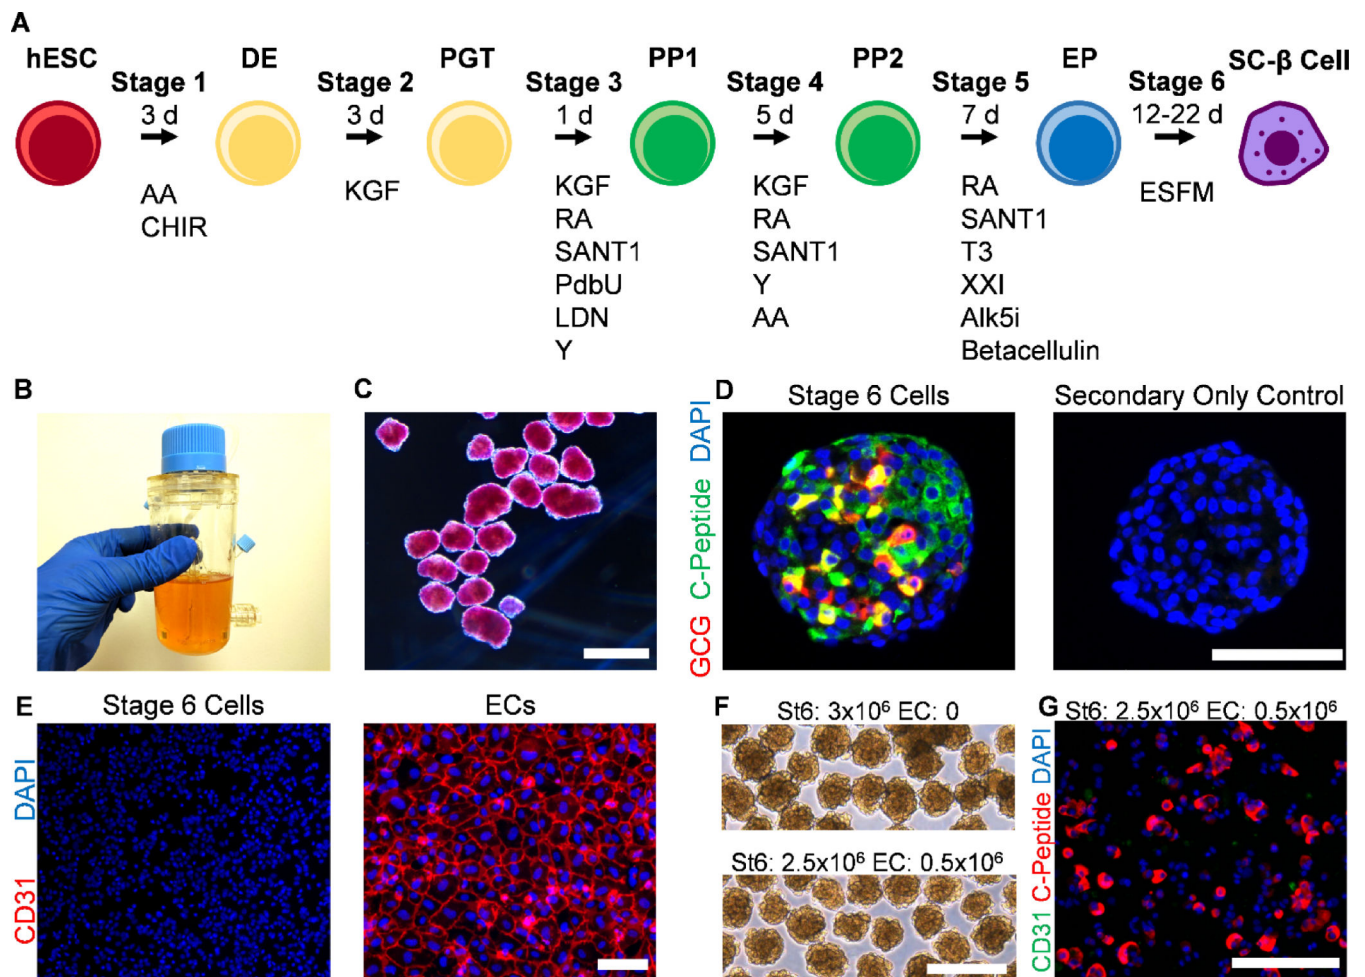 A
hESC DE PGT PP1 PP2 EP SC-β Cell
Stage 1 Stage 2 Stage 3 Stage 4 Stage 5 Stage 6
3 d 3 d 1 d 5 d 7 d 12-22 d
AA KGF KGF KGF RA ESFM
CHIR RA RA SANT1
SANT1 SANT1 T3
PdbU Y XXI
LDN AA Alk5i
Y Betacellulin
B
C
D
Stage 6 Cells
Secondary Only Control
GCG C-Peptide DAPI
E
Stage 6 Cells
ECs
CD31 DAPI
F
St6: 3x10⁶ EC: 0
St6: 2.5x10⁶ EC: 0.5x10⁶
G
St6: 2.5x10⁶ EC: 0.5x10⁶
CD31 C-Peptide DAPI